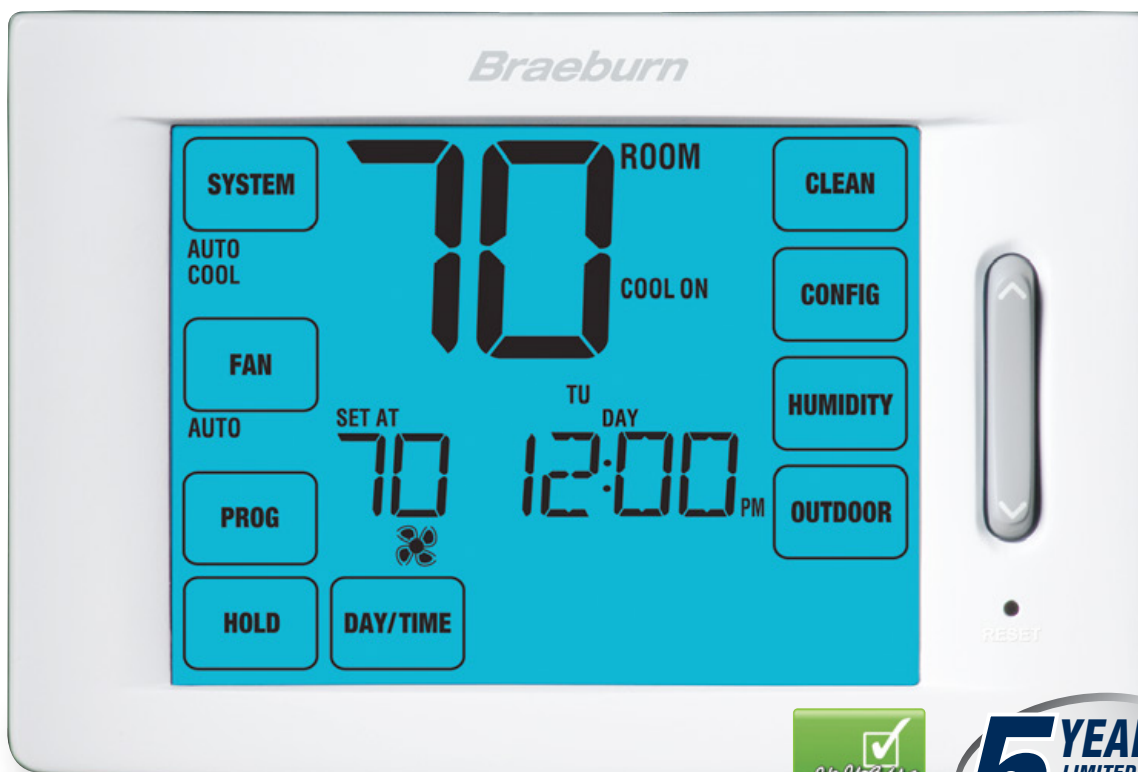 Braeburn
SYSTEM
70
ROOM
CLEAN
AUTO
COOL
COOL ON
CONFIG
FAN
AUTO
TU
HUMIDITY
SET AT
70
DAY
12:00 PM
PROG
OUTDOOR
HOLD
DAY/TIME
RESET
5 YEAR
LIMITED